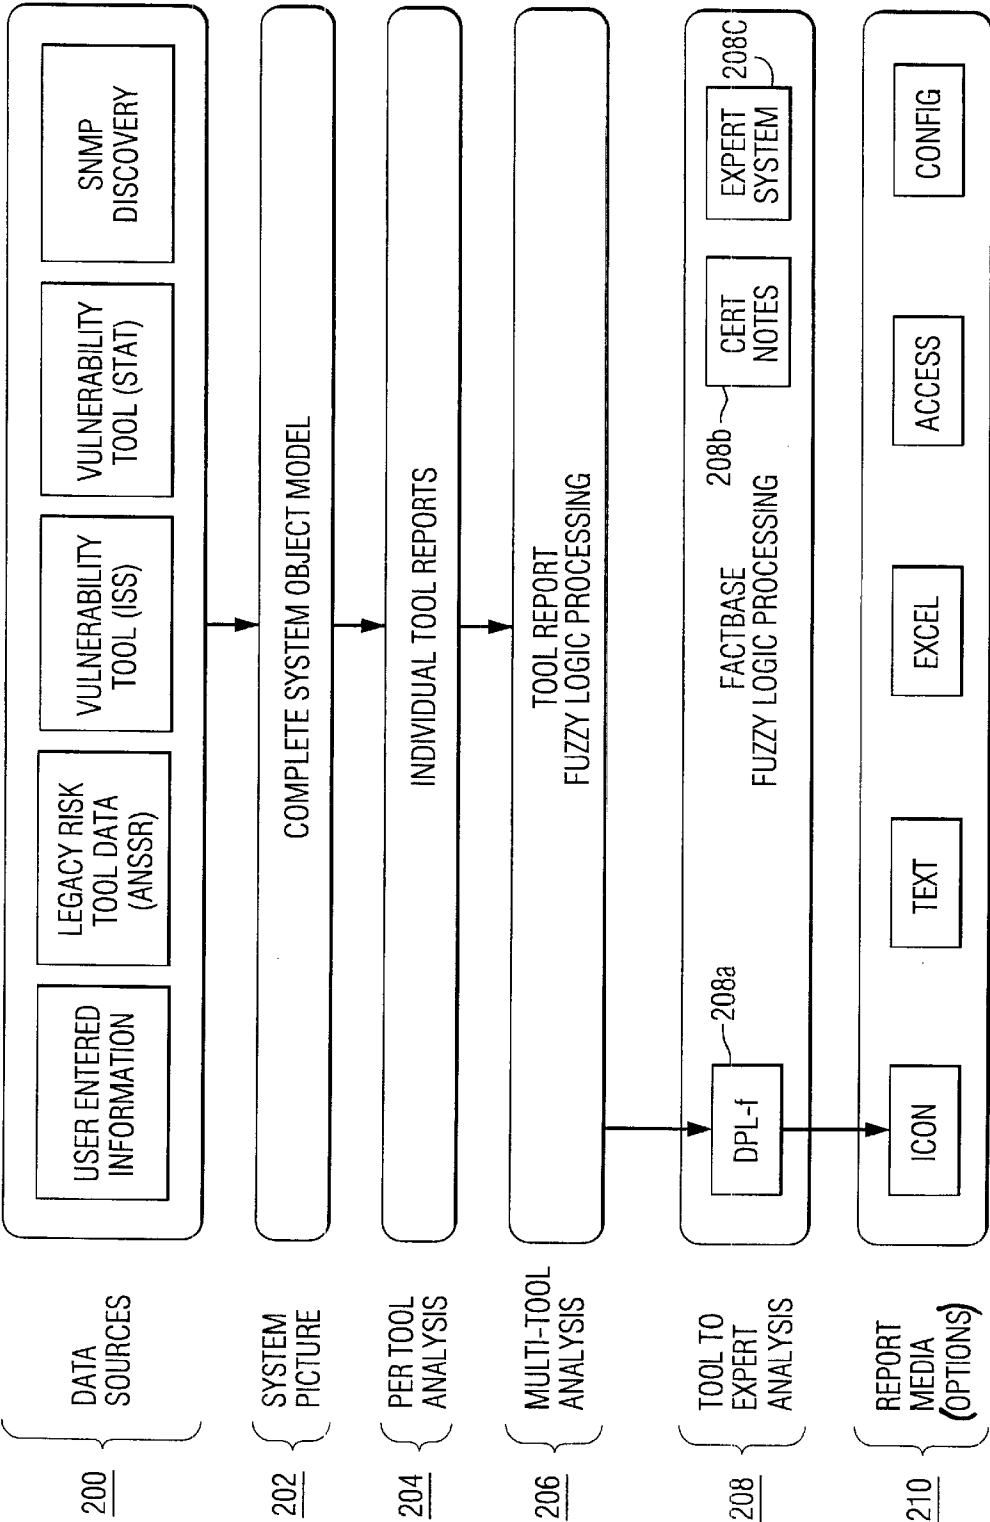 200
DATA
SOURCES
USER ENTERED
INFORMATION
LEGACY RISK
TOOL DATA
(ANSSR)
VULNERABILITY
TOOL (ISS)
VULNERABILITY
TOOL (STAT)
SNMP
DISCOVERY
202
SYSTEM
PICTURE
COMPLETE SYSTEM OBJECT MODEL
204
PER TOOL
ANALYSIS
INDIVIDUAL TOOL REPORTS
206
MULTI-TOOL
ANALYSIS
TOOL REPORT
FUZZY LOGIC PROCESSING
208
TOOL TO
EXPERT
ANALYSIS
DPL-f
208a
FACTBASE
FUZZY LOGIC PROCESSING
208b
CERT
NOTES
EXPERT
SYSTEM
208C
210
REPORT
MEDIA
(OPTIONS)
ICON
TEXT
EXCEL
ACCESS
CONFIG